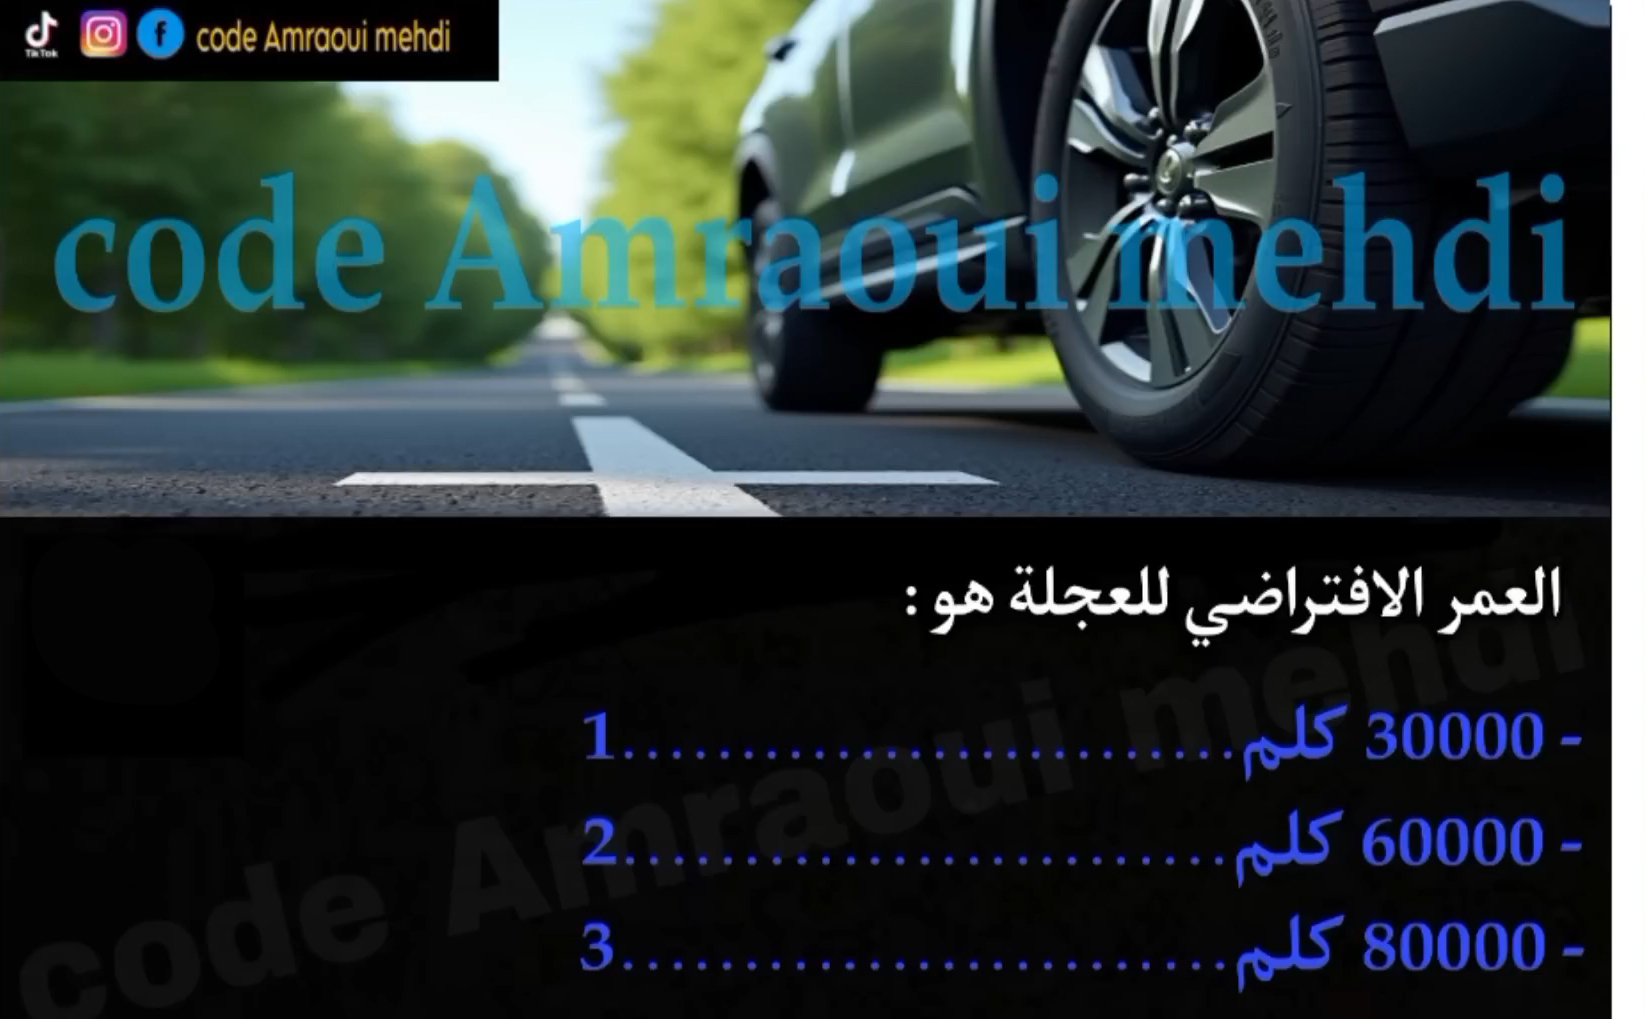 TikTok
code Amraoui mehdi
code Amraoui mehdi
العمر الافتراضي للعجلة هو :
- 30000 كلم..........................1
- 60000 كلم..........................2
- 80000 كلم..........................3
code Amraoui mehdi